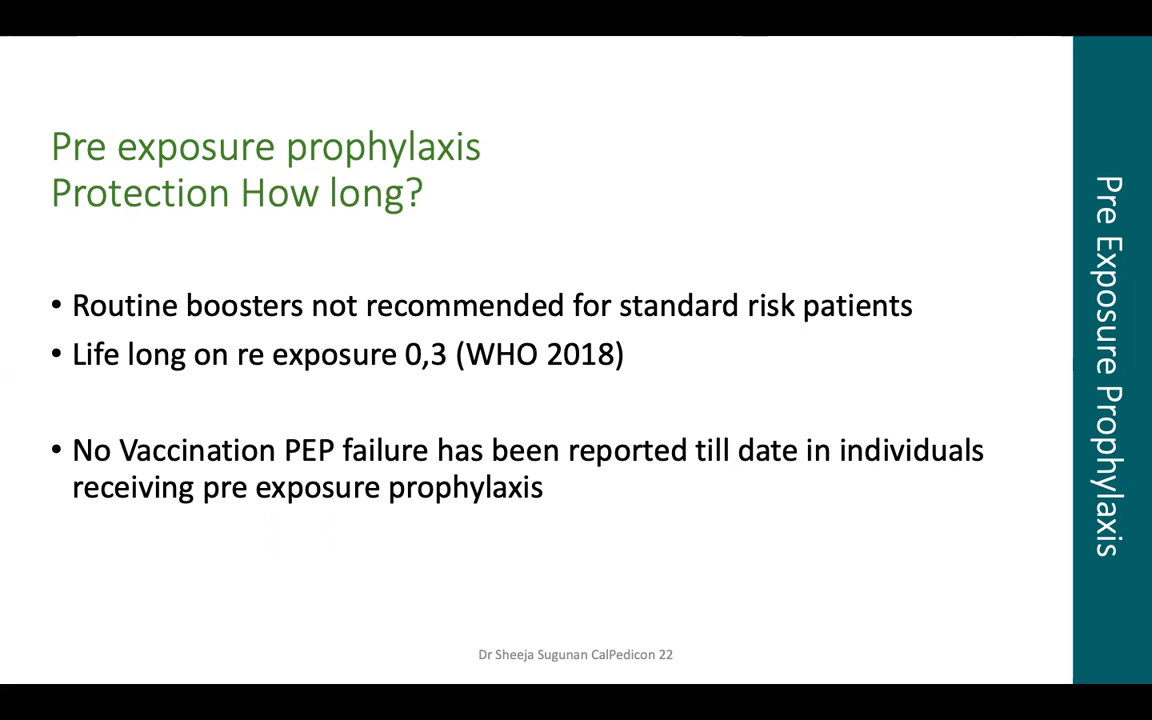 Pre exposure prophylaxis
Protection How long?
• Routine boosters not recommended for standard risk patients
• Life long on re exposure 0,3 (WHO 2018)
• No Vaccination PEP failure has been reported till date in individuals
receiving pre exposure prophylaxis
Dr Sheeja Sugunan CalPedicon 22
Pre Exposure Prophylaxis